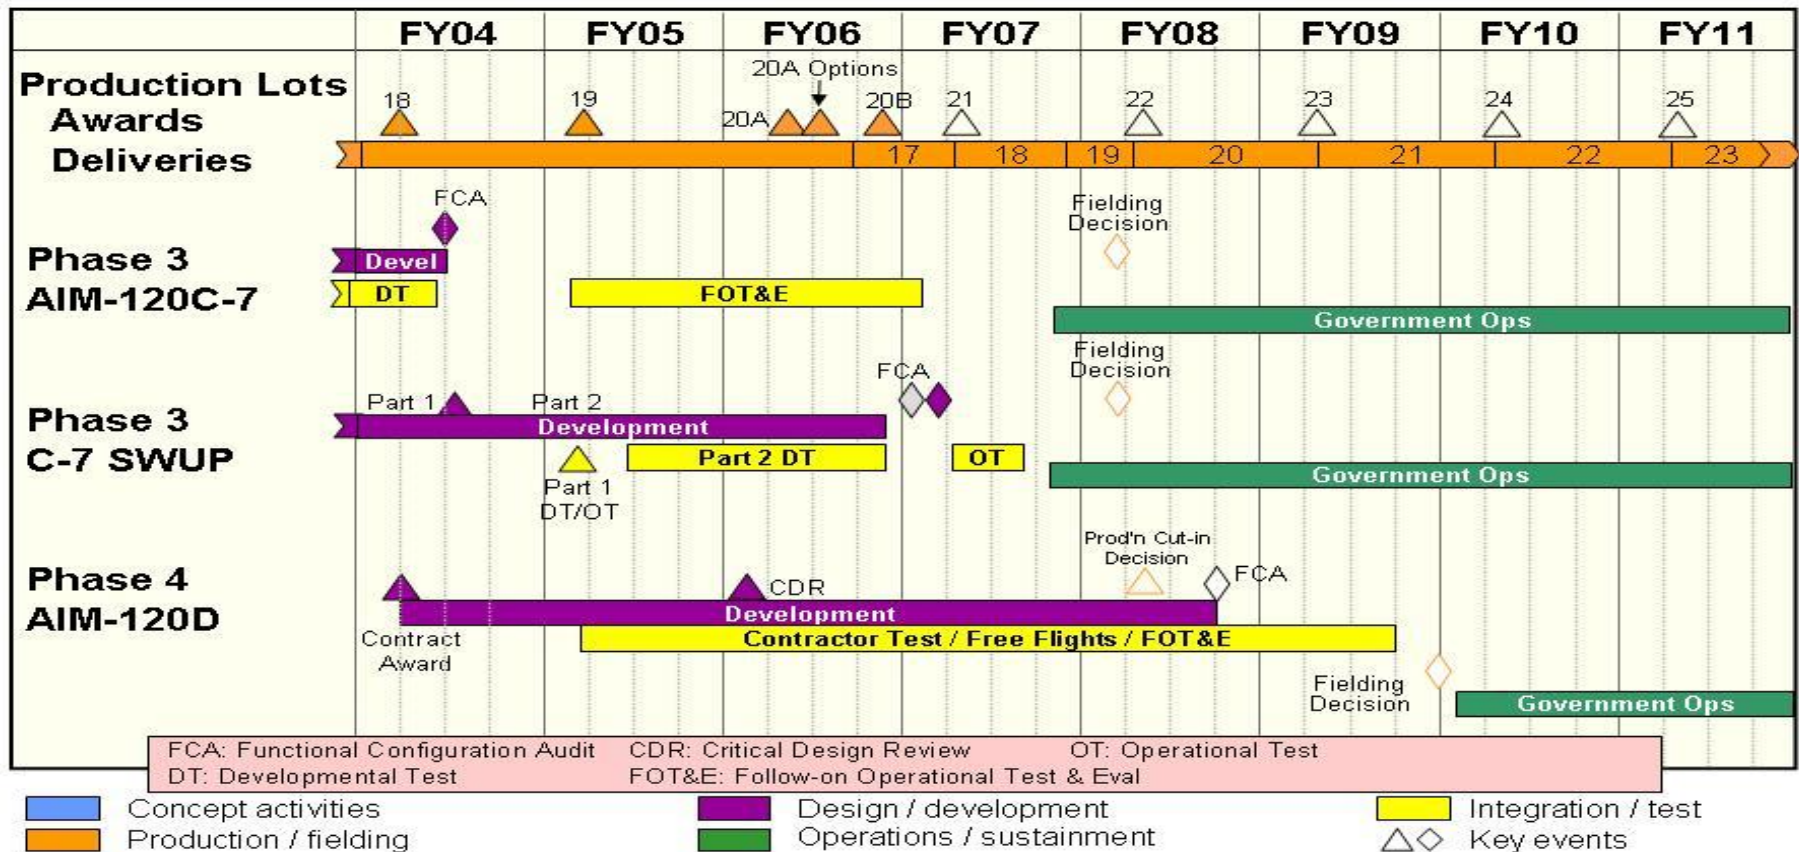 FY04 FY05 FY06 FY07 FY08 FY09 FY10 FY11
20A Options
Production Lots
18 19 20B 21 22 23 24 25
Awards
20A
Deliveries
17 18 19 20 21 22 23
FCA
Fielding
Decision
Phase 3
Devel
AIM-120C-7
DT FOT&E
Government Ops
Fielding
Decision
FCA
Part 1 Part 2
Phase 3
Development
C-7 SWUP
Part 2 DT OT
Government Ops
Part 1
DT/OT
Prod'n Cut-in
Decision
Phase 4
CDR FCA
AIM-120D
Development
Contract
Award
Contractor Test / Free Flights / FOT&E
Fielding
Decision
Government Ops
FCA: Functional Configuration Audit CDR: Critical Design Review OT: Operational Test
DT: Developmental Test FOT&E: Follow-on Operational Test & Eval
Concept activities Design / development Integration / test
Production / fielding Operations / sustainment Key events